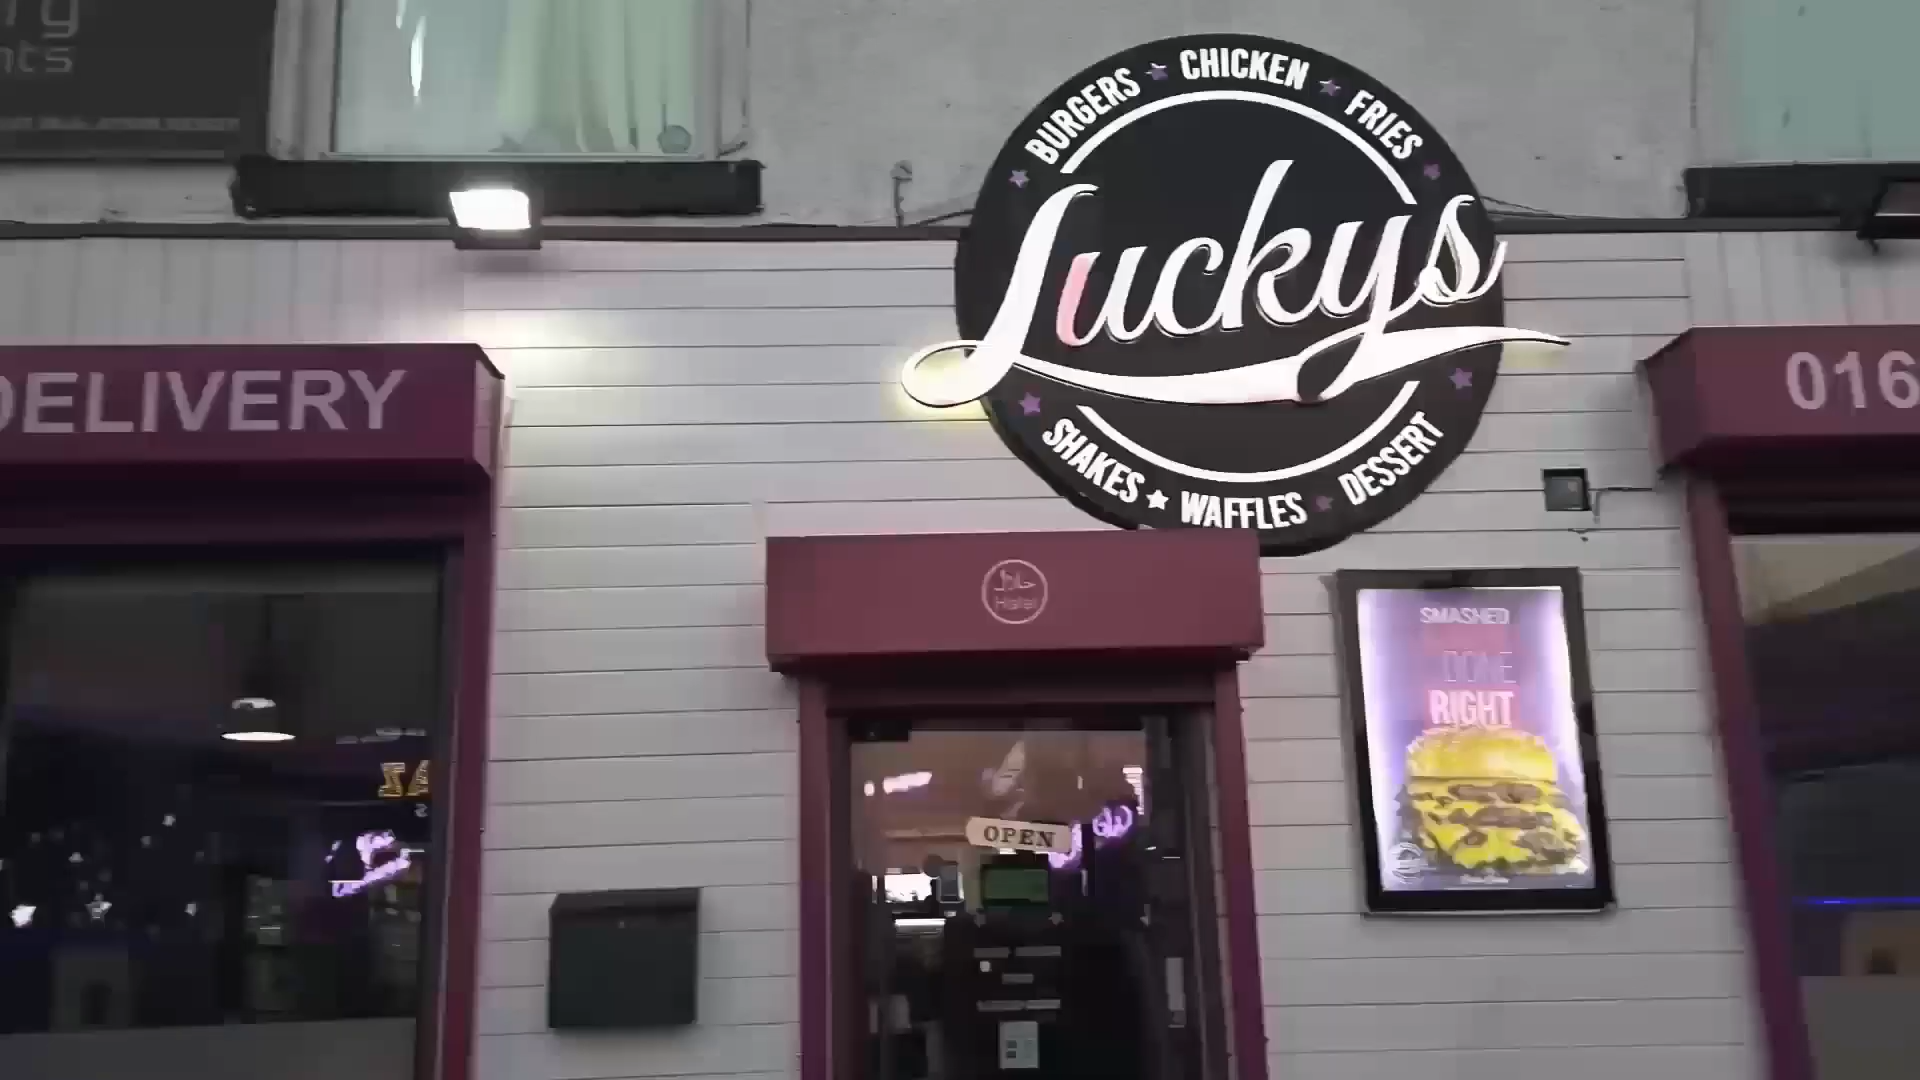 BURGERS ★ CHICKEN ★ FRIES
Luckys
SHAKES ★ WAFFLES ★ DESSERT
DELIVERY
016
حلال
Halal
SMASHED
DONE
RIGHT
OPEN